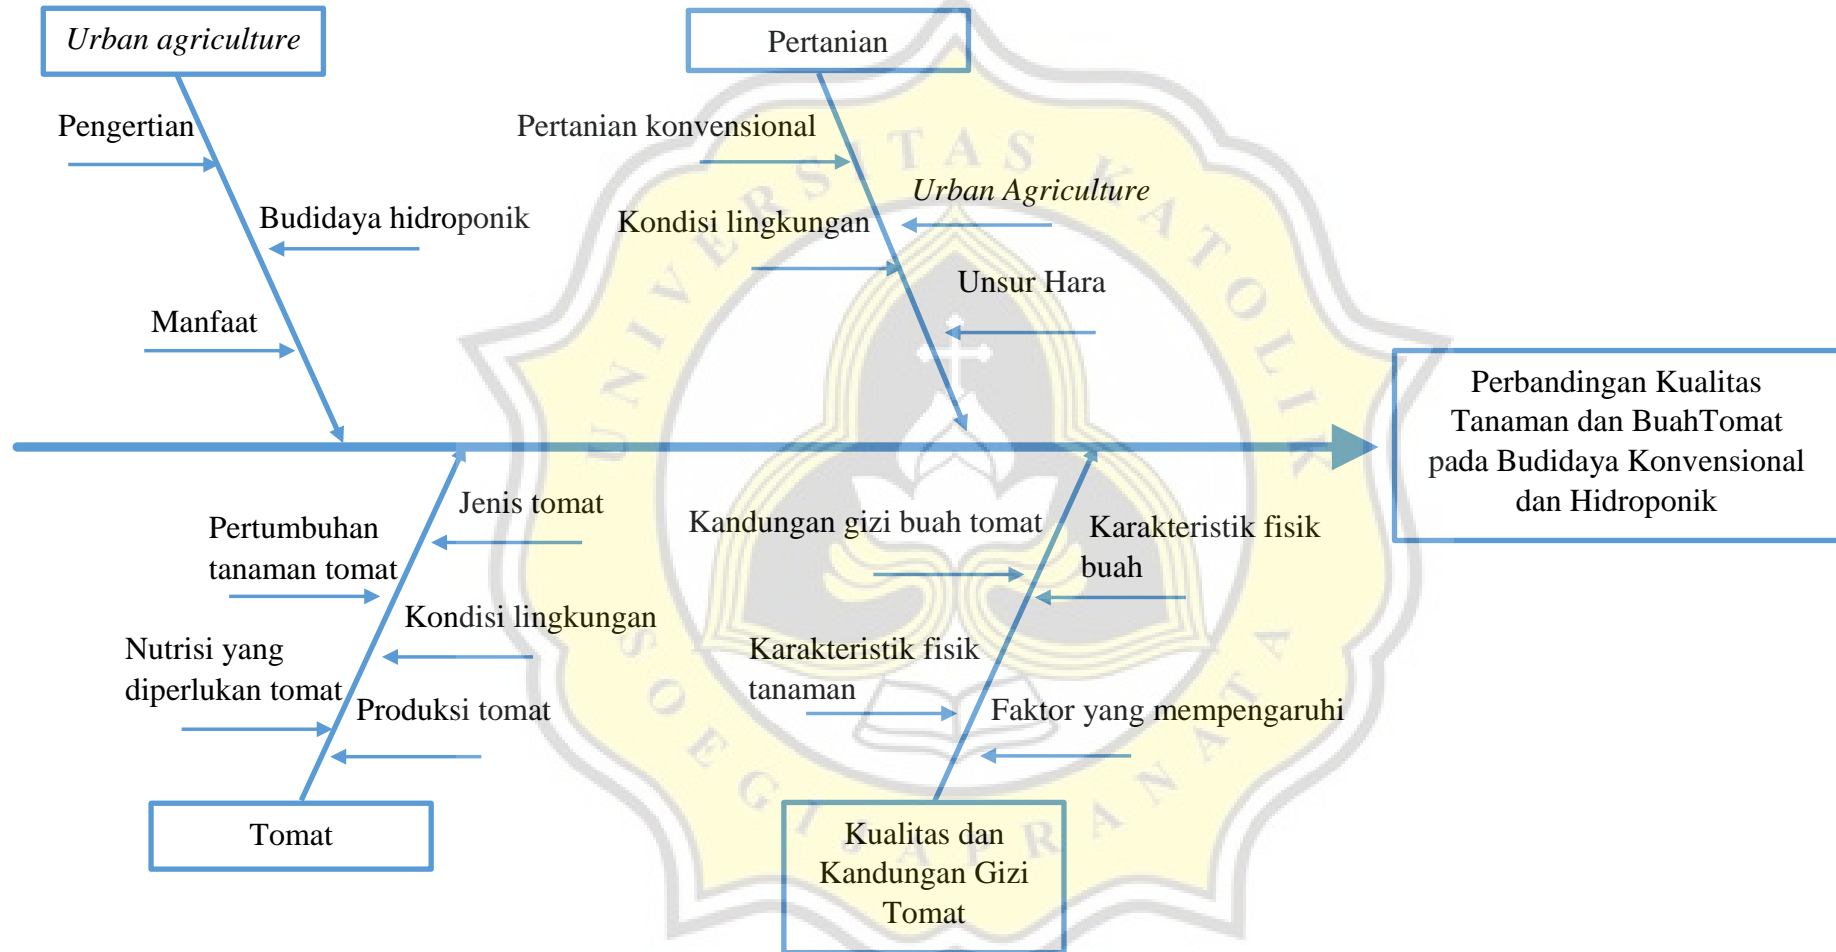 Urban agriculture
Pertanian
Pengertian
Pertanian konvensional
Urban Agriculture
Budidaya hidroponik
Kondisi lingkungan
Unsur Hara
Manfaat
Perbandingan Kualitas
Tanaman dan BuahTomat
pada Budidaya Konvensional
dan Hidroponik
Jenis tomat
Pertumbuhan
tanaman tomat
Kandungan gizi buah tomat
Karakteristik fisik
buah
Kondisi lingkungan
Nutrisi yang
diperlukan tomat
Karakteristik fisik
tanaman
Produksi tomat
Faktor yang mempengaruhi
Tomat
Kualitas dan
Kandungan Gizi
Tomat
UNIVERSITAS KATOLIK
SOEGIJAPRANATA